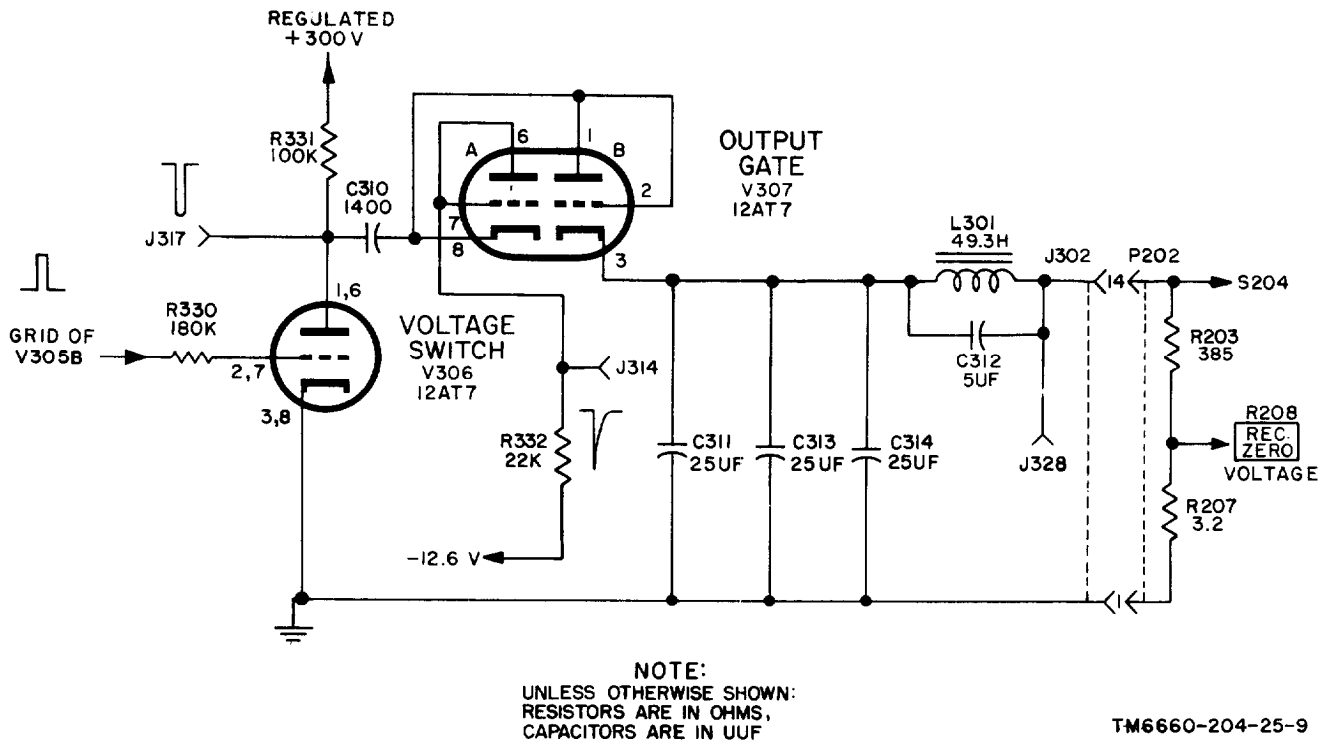 REGULATED
+300V
R331
100K
J317
C310
1400
A
6
1
B
2
7
8
3
OUTPUT
GATE
V307
12AT7
L301
49.3H
J302
P202
14
S204
GRID OF
V305B
R330
180K
1,6
2,7
3,8
VOLTAGE
SWITCH
V306
12AT7
J314
C312
5UF
R203
385
R332
22K
C311
25UF
C313
25UF
C314
25UF
J328
R208
REC.
ZERO
VOLTAGE
R207
3.2
-12.6 V
1
NOTE:
UNLESS OTHERWISE SHOWN:
RESISTORS ARE IN OHMS,
CAPACITORS ARE IN UUF
TM6660-204-25-9